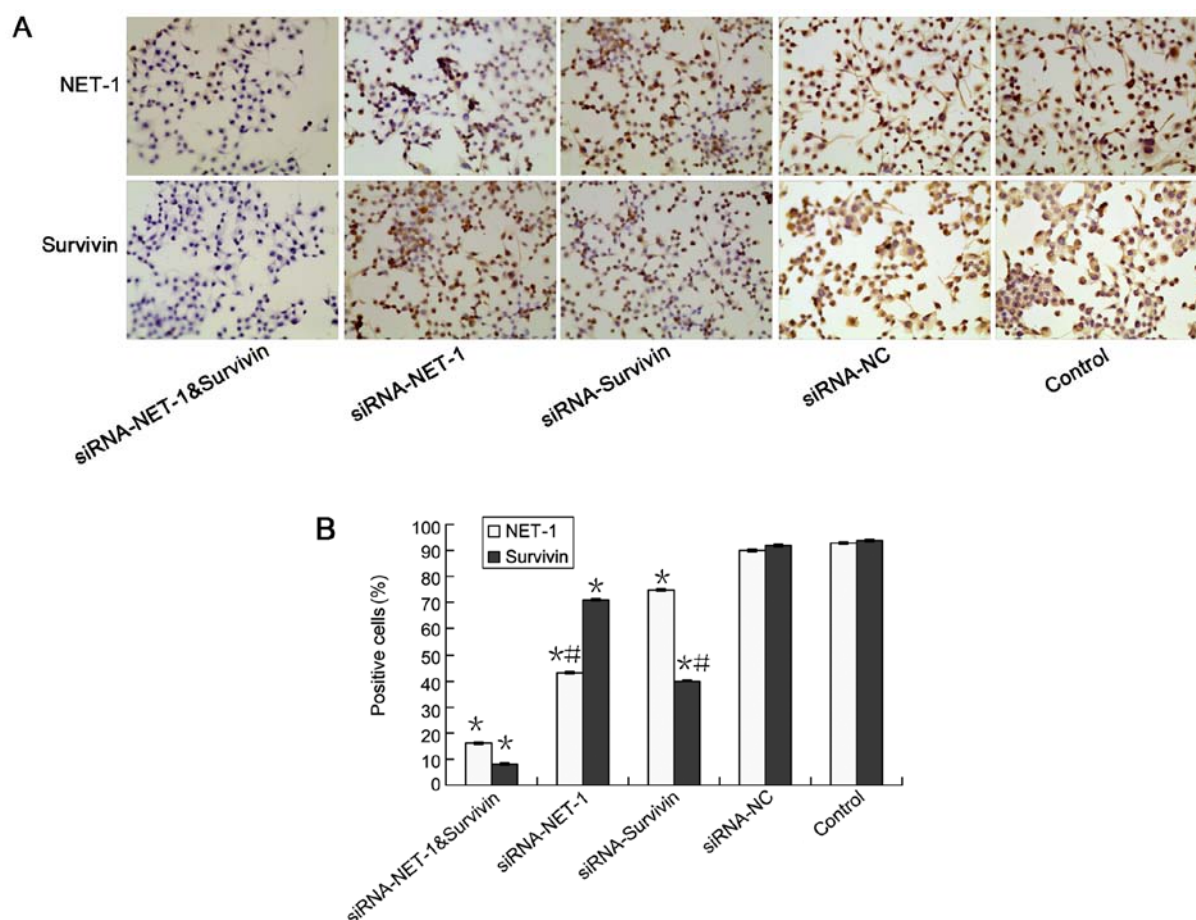 A
NET-1
Survivin
siRNA-NET-1&Survivin
siRNA-NET-1
siRNA-Survivin
siRNA-NC
Control
B
NET-1
Survivin
Positive cells (%)
100
90
80
70
60
50
40
30
20
10
0
*
*
*#
*
*
*#
siRNA-NET-1&Survivin
siRNA-NET-1
siRNA-Survivin
siRNA-NC
Control